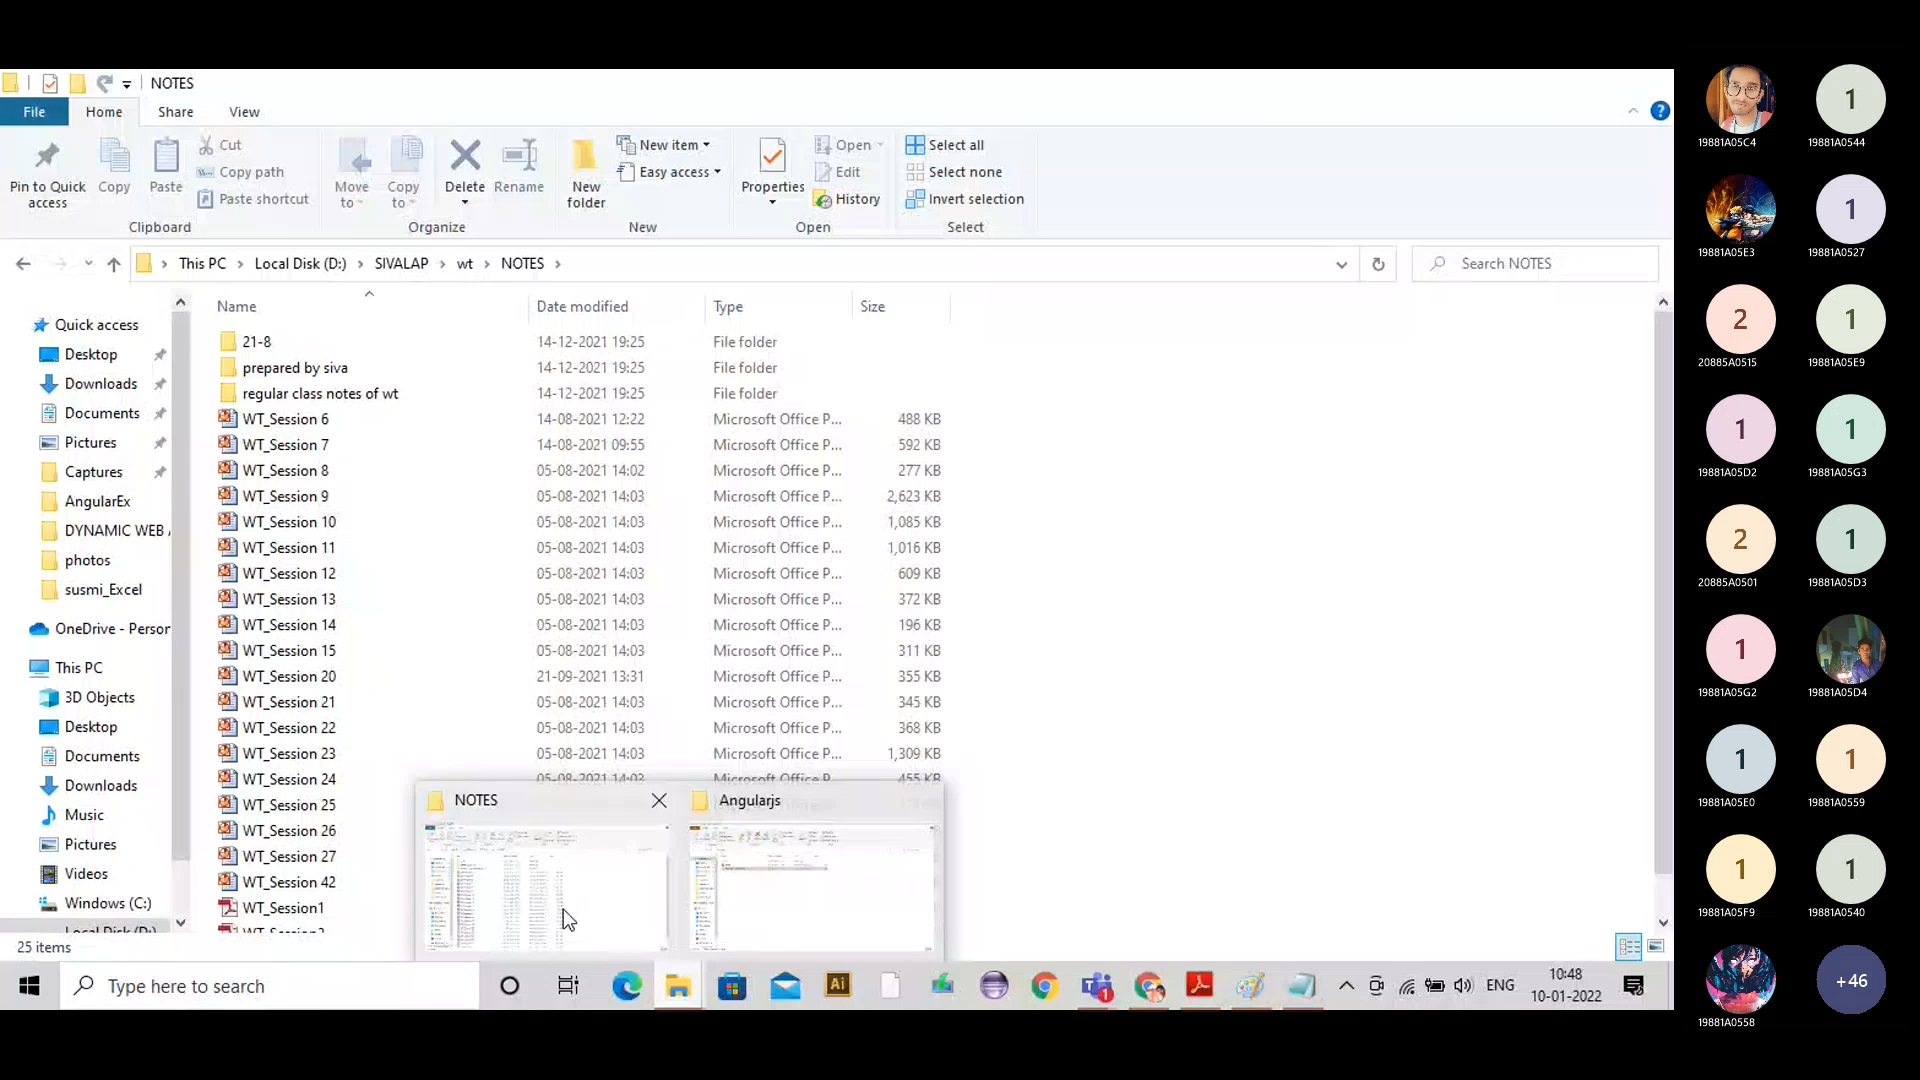 NOTES
File Home Share View
Pin to Quick access
Copy
Paste
Cut
Copy path
Paste shortcut
Clipboard
Move to
Copy to
Delete
Rename
Organize
New folder
New item
Easy access
New
Properties
Open
Edit
History
Open
Select all
Select none
Invert selection
Select
This PC > Local Disk (D:) > SIVALAP > wt > NOTES >
Search NOTES
Quick access
Desktop
Downloads
Documents
Pictures
Captures
AngularEx
DYNAMIC WEB
photos
susmi_Excel
OneDrive - Person
This PC
3D Objects
Desktop
Documents
Downloads
Music
Pictures
Videos
Windows (C:)
Local Disk (D:)
Name Date modified Type Size
21-8 14-12-2021 19:25 File folder
prepared by siva 14-12-2021 19:25 File folder
regular class notes of wt 14-12-2021 19:25 File folder
WT_Session 6 14-08-2021 12:22 Microsoft Office P... 488 KB
WT_Session 7 14-08-2021 09:55 Microsoft Office P... 592 KB
WT_Session 8 05-08-2021 14:02 Microsoft Office P... 277 KB
WT_Session 9 05-08-2021 14:03 Microsoft Office P... 2,623 KB
WT_Session 10 05-08-2021 14:03 Microsoft Office P... 1,085 KB
WT_Session 11 05-08-2021 14:03 Microsoft Office P... 1,016 KB
WT_Session 12 05-08-2021 14:03 Microsoft Office P... 609 KB
WT_Session 13 05-08-2021 14:03 Microsoft Office P... 372 KB
WT_Session 14 05-08-2021 14:03 Microsoft Office P... 196 KB
WT_Session 15 05-08-2021 14:03 Microsoft Office P... 311 KB
WT_Session 20 21-09-2021 13:31 Microsoft Office P... 355 KB
WT_Session 21 05-08-2021 14:03 Microsoft Office P... 345 KB
WT_Session 22 05-08-2021 14:03 Microsoft Office P... 368 KB
WT_Session 23 05-08-2021 14:03 Microsoft Office P... 1,309 KB
WT_Session 24 05-08-2021 14:03 Microsoft Office P 455 KB
WT_Session 25
WT_Session 26
WT_Session 27
WT_Session 42
WT_Session1
WT_Session2
NOTES
Angularjs
25 items
Type here to search
Ai
1
ENG
10:48
10-01-2022
19881A05C4
1
19881A0544
19881A05E3
1
19881A0527
2
20885A0515
1
19881A05E9
1
19881A05D2
1
19881A05G3
2
20885A0501
1
19881A05D3
1
19881A05G2
19881A05D4
1
19881A05E0
1
19881A0559
1
19881A05F9
1
19881A0540
19881A0558
+46